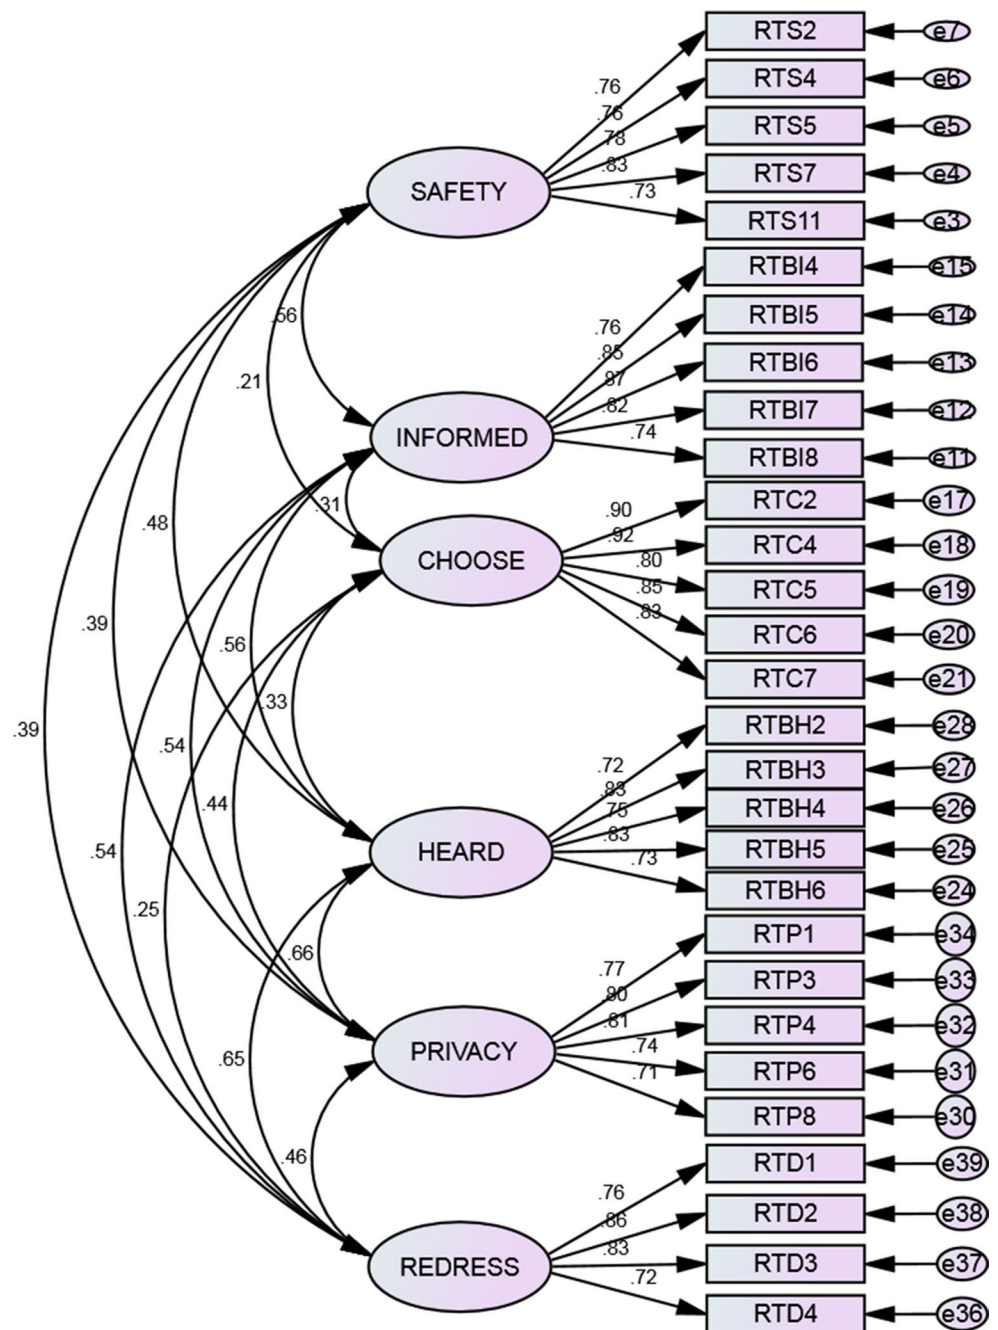 RTS2 e7
.76
RTS4 e6
.76
RTS5 e5
.78
RTS7 e4
.83
SAFETY
.73
RTS11 e3
RTBI4 e15
.56
RTBI5 e14
.76
.85
RTBI6 e13
.21
.87
.82
RTBI7 e12
INFORMED
.74
RTBI8 e11
.31
RTC2 e17
.90
.48
.92
RTC4 e18
CHOOSE
.80
.85
RTC5 e19
.83
.39
RTC6 e20
.56
RTC7 e21
.33
.39
RTBH2 e28
.54
.72
RTBH3 e27
.83
.44
.75
RTBH4 e26
.83
.54
HEARD
RTBH5 e25
.73
RTBH6 e24
.25
RTP1 e34
.66
.77
RTP3 e33
.80
.81
RTP4 e32
.65
PRIVACY
.74
.71
RTP6 e31
RTP8 e30
.46
RTD1 e39
.76
RTD2 e38
.86
.83
REDRESS
RTD3 e37
.72
RTD4 e36